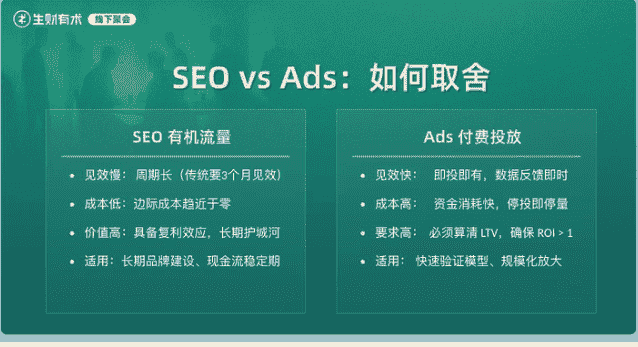 生财有术 线下聚会
SEO vs Ads：如何取舍
SEO 有机流量
• 见效慢： 周期长（传统要3个月见效）
• 成本低：边际成本趋近于零
• 价值高：具备复利效应，长期护城河
• 适用：长期品牌建设、现金流稳定期
Ads 付费投放
• 见效快： 即投即有，数据反馈即时
• 成本高： 资金消耗快，停投即停量
• 要求高： 必须算清 LTV，确保 ROI > 1
• 适用： 快速验证模型、规模化放大